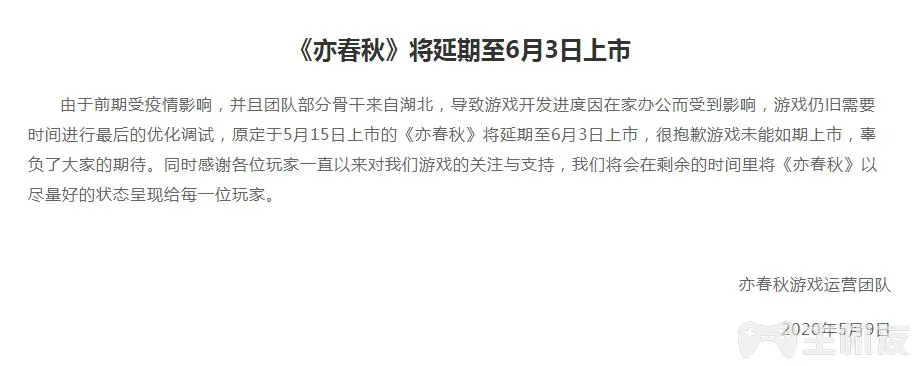 《亦春秋》将延期至6月3日上市
由于前期受疫情影响，并且团队部分骨干来自湖北，导致游戏开发进度因在家办公而受到影响，游戏仍旧需要
时间进行最后的优化调试，原定于5月15日上市的《亦春秋》将延期至6月3日上市，很抱歉游戏未能如期上市，辜
负了大家的期待。同时感谢各位玩家一直以来对我们游戏的关注与支持，我们将会在剩余的时间里将《亦春秋》以
尽量好的状态呈现给每一位玩家。
亦春秋游戏运营团队
2020年5月9日
主机友